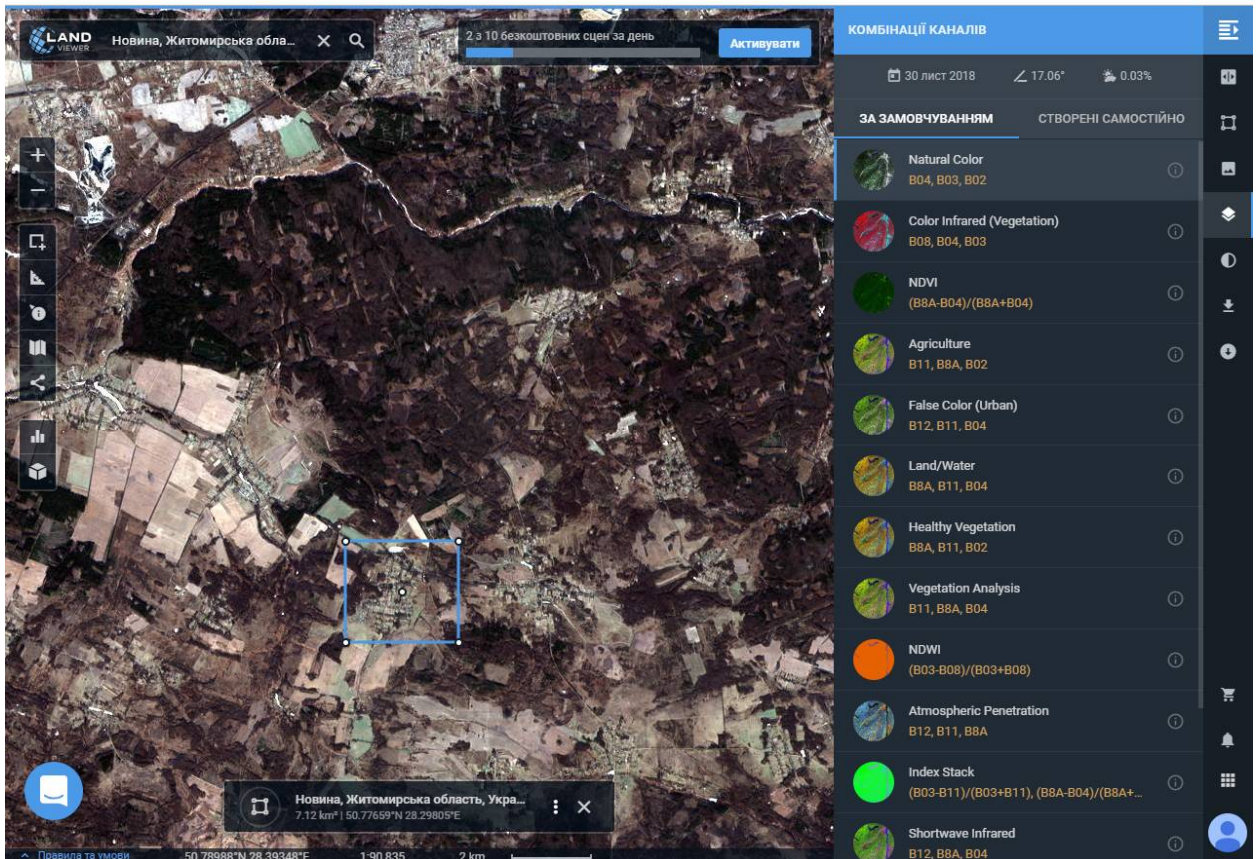 LAND
VIEWER
Новина, Житомирська обла...
2 з 10 безкоштовних сцен за день
Активувати
КОМБІНАЦІЇ КАНАЛІВ
30 лист 2018
17.06°
0.03%
ЗА ЗАМОВЧУВАННЯМ
СТВОРЕНІ САМОСТІЙНО
Natural Color
B04, B03, B02
Color Infrared (Vegetation)
B08, B04, B03
NDVI
(B8A-B04)/(B8A+B04)
Agriculture
B11, B8A, B02
False Color (Urban)
B12, B11, B04
Land/Water
B8A, B11, B04
Healthy Vegetation
B8A, B11, B02
Vegetation Analysis
B11, B8A, B04
NDWI
(B03-B08)/(B03+B08)
Atmospheric Penetration
B12, B11, B8A
Index Stack
(B03-B11)/(B03+B11), (B8A-B04)/(B8A+...
Shortwave Infrared
B12, B8A, B04
Новина, Житомирська область, Укра...
7.12 km² | 50.77659°N 28.29805°E
Правила та умови
50.78988°N 28.39348°E
1:90 835
2 km